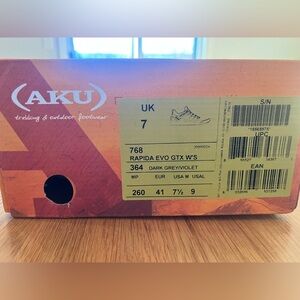 (AKU)
trekking & outdoor footwear
UK
7
768
RAPIDA EVO GTX W'S
364 DARK GREY/VIOLET
MP EUR USA M USAL
260 41 7½ 9
S/N
UPC
EAN